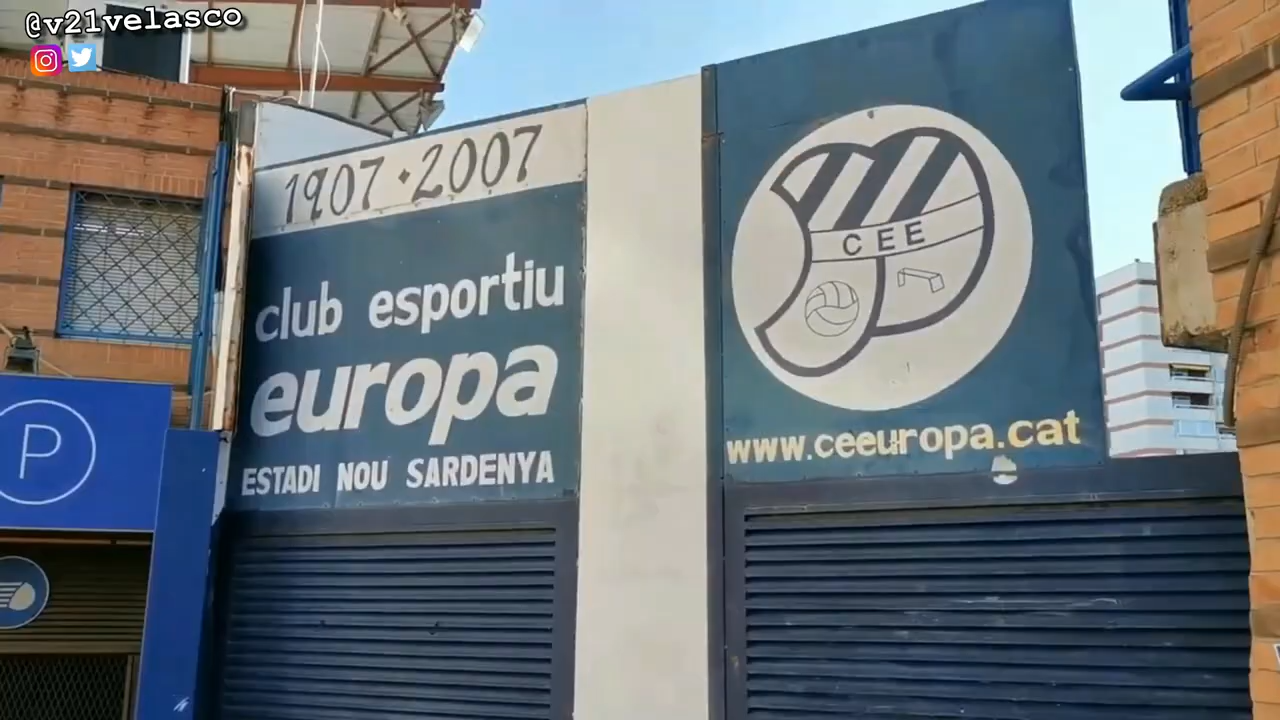 @v21velasco
1907·2007
club esportiu
europa
ESTADI NOU SARDENYA
CEE
www.ceeuropa.cat
P